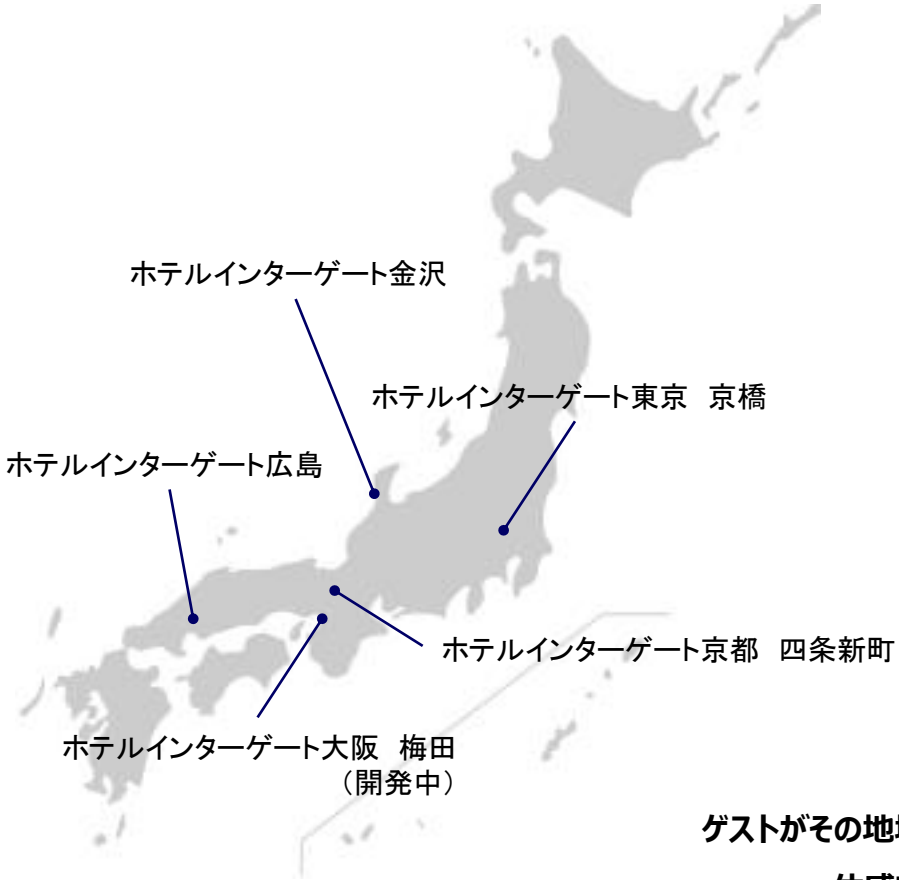 ホテルインターゲート金沢
ホテルインターゲート東京　京橋
ホテルインターゲート広島
ホテルインターゲート京都　四条新町
ホテルインターゲート大阪　梅田
（開発中）
ゲストがその地